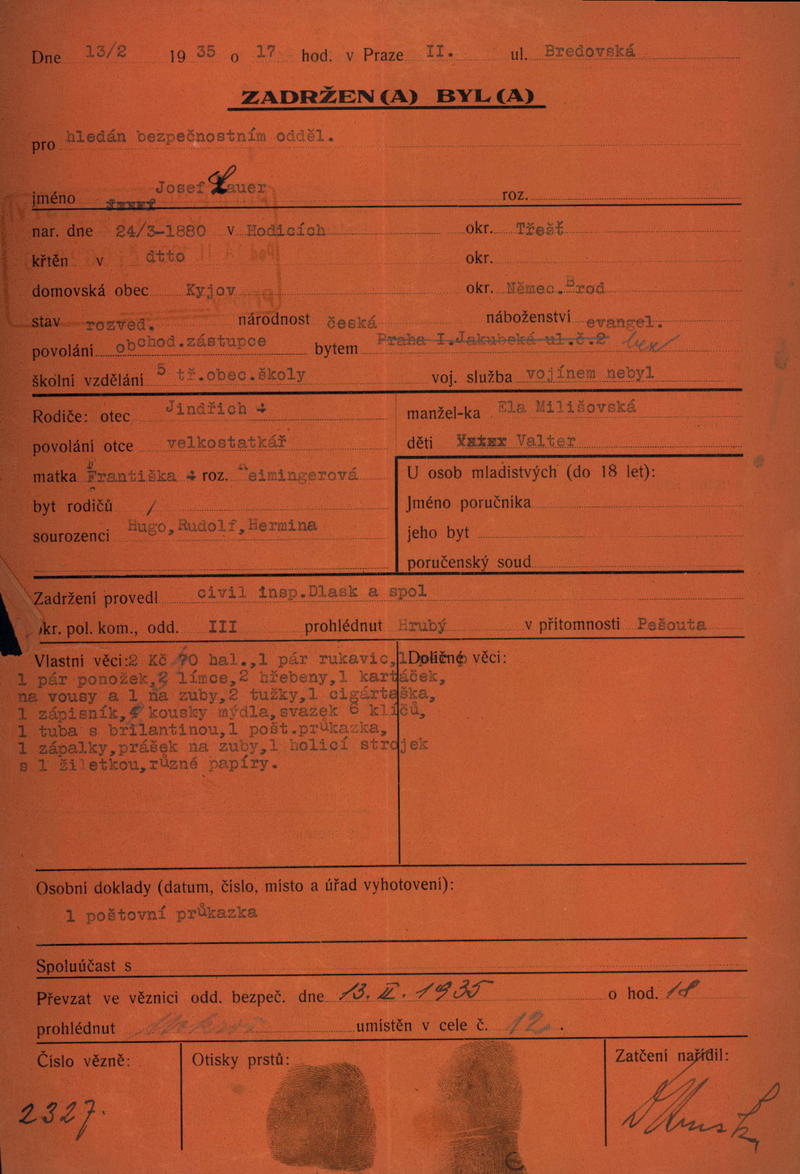 Dne 13/2 1935 o 17 hod. v Praze II. ul. Bredovská
ZADRŽEN(A) BYL(A)
pro hledán bezpečnostním odděl.
jméno Josef Lauer roz.
nar. dne 24/3-1880 v Hodicích okr. Třešť
křtěn v dtto okr.
domovská obec Kyjov okr. Němec.Brod
stav rozved. národnost česká náboženství evangel.
povolání obchod.zástupce bytem Praha I.Jakubská ul.č.2
školní vzdělání 5 tř.obec.školy voj. služba vojínem nebyl
Rodiče: otec Jindřich + manžel-ka Ela Milišovská
povolání otce velkostatkář děti Valter
matka Františka + roz. U osob mladistvých (do 18 let):
byt rodičů / Jméno poručníka
sourozenci Hugo,Rudolf,Hermina jeho byt
poručenský soud
Zadržení provedl civil insp.Dlask a spol
okr. pol. kom., odd. III prohlédnut Hrubý v přítomnosti Pešouta
Vlastní věci:2 Kč 70 hal.,1 pár rukavic,1 Doličné věci:
1 pár ponožek,2 límce,2 hřebeny,1 kartáček,
na vousy a 1 na zuby,2 tužky,1 cigártaška,
1 zápisník,4 kousky mýdla,svazek 6 klíčů,
1 tuba s brilantinou,1 pošt.průkazka,
1 zápalky,prášek na zuby,1 holicí strojek
s 1 žiletkou,různé papíry.
Osobní doklady (datum, číslo, místo a úřad vyhotovení):
1 poštovní průkazka
Spoluúčast s
Převzat ve věznici odd. bezpeč. dne 13. II. 1935 o hod. 18
prohlédnut umístěn v cele č. 12.
Číslo vězně: Otisky prstů: Zatčení nařídil:
2327.